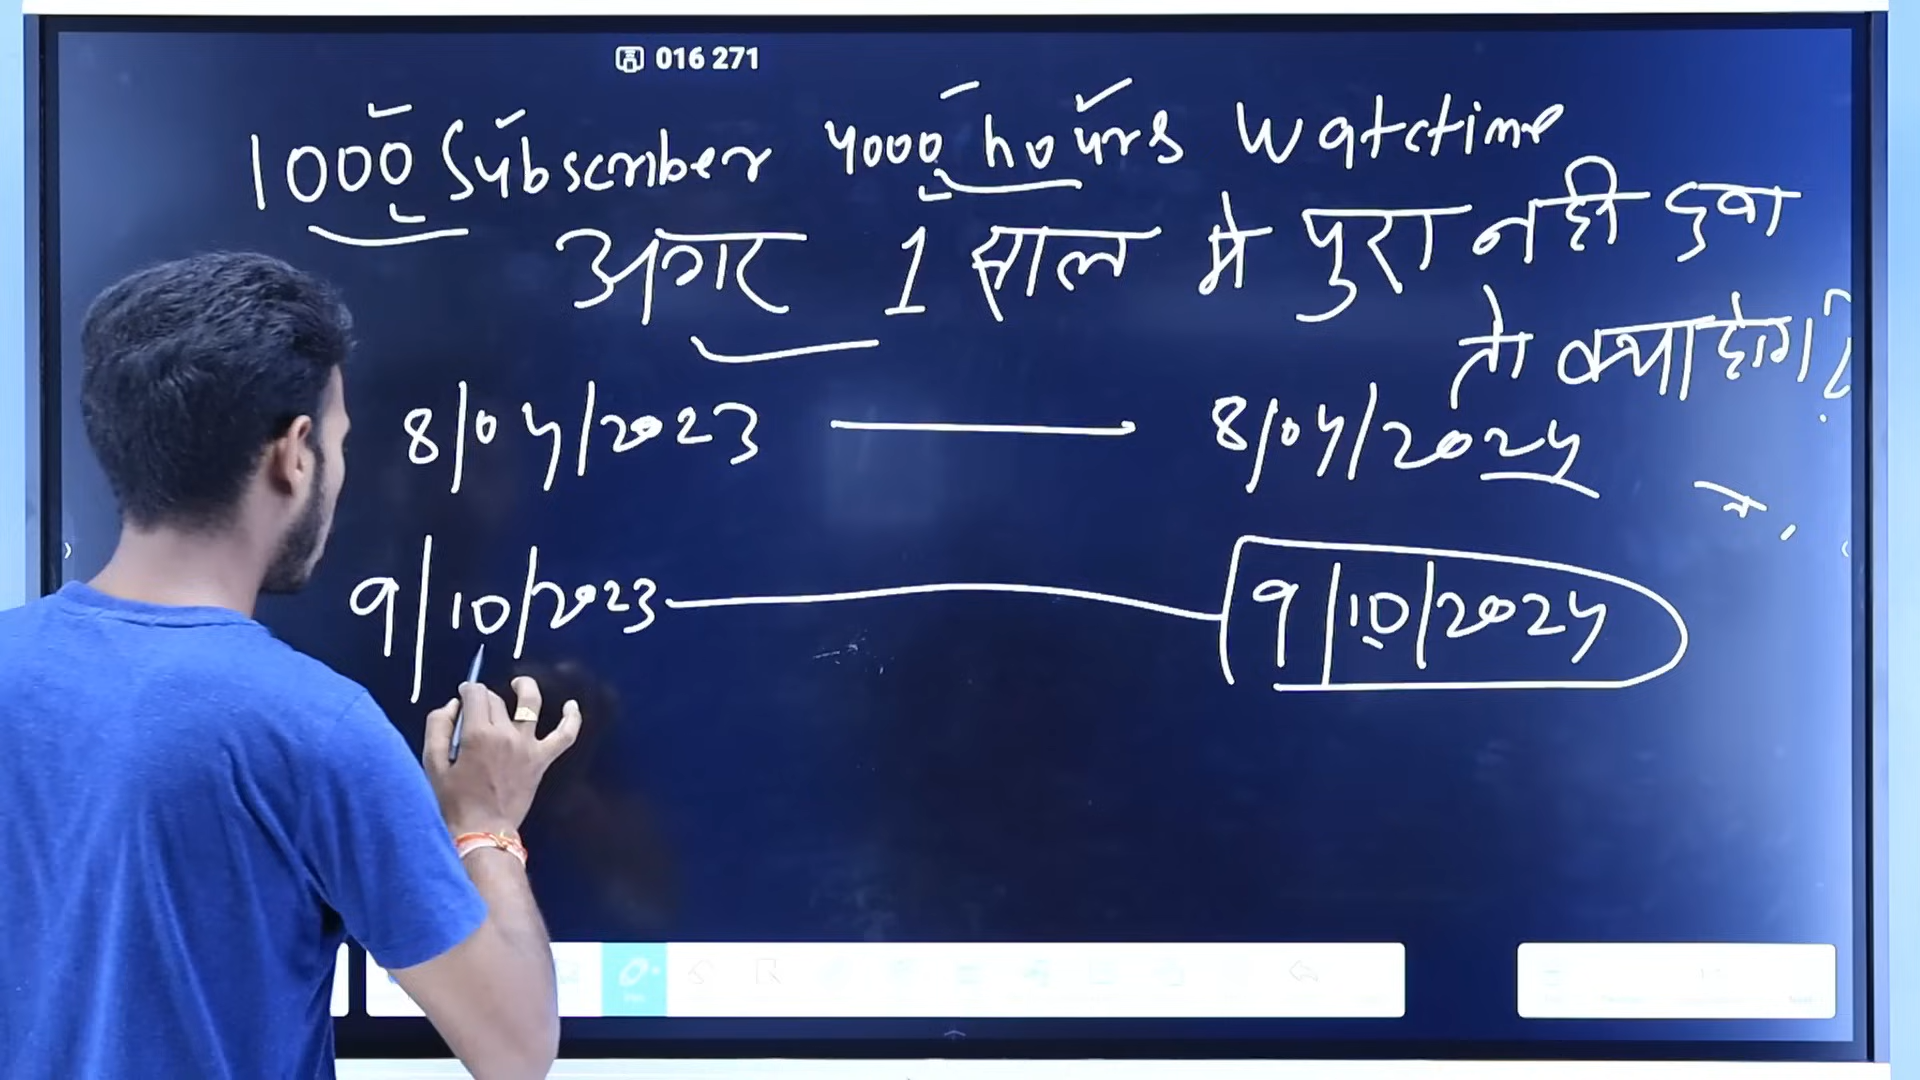 016 271
1000 Subscriber 4000 hours Watctime
अगर 1 साल मे पुरा नही हुवा
तो क्या होगा?
8/04/2023 — 8/04/2024
9/10/2023 — 9/10/2024